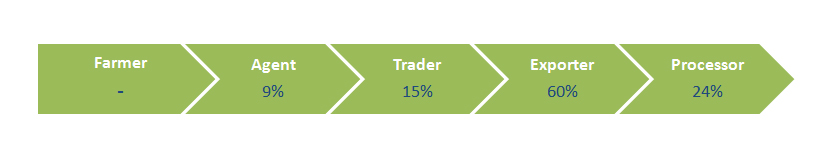 Farmer
-
Agent
9%
Trader
15%
Exporter
60%
Processor
24%